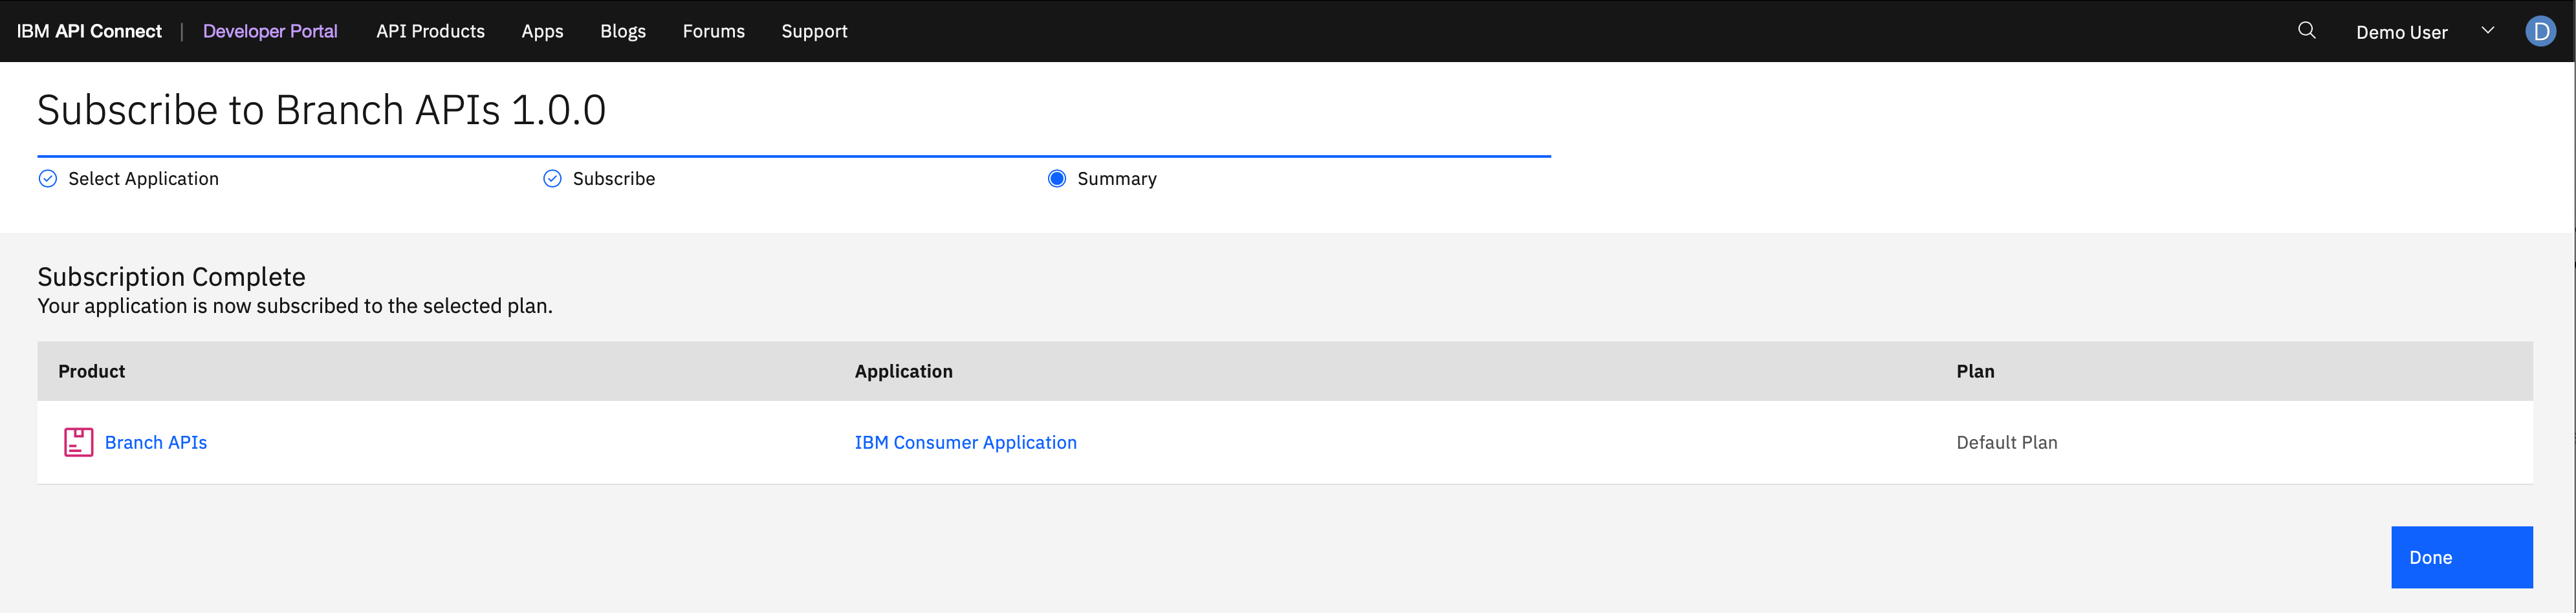 IBM API Connect | Developer Portal API Products Apps Blogs Forums Support Demo User D
Subscribe to Branch APIs 1.0.0
Select Application Subscribe Summary
Subscription Complete
Your application is now subscribed to the selected plan.
Product Application Plan
Branch APIs IBM Consumer Application Default Plan
Done